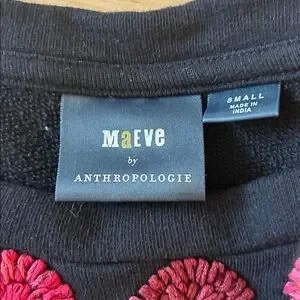 MaEVe
by
ANTHROPOLOGIE
SMALL
MADE IN
INDIA